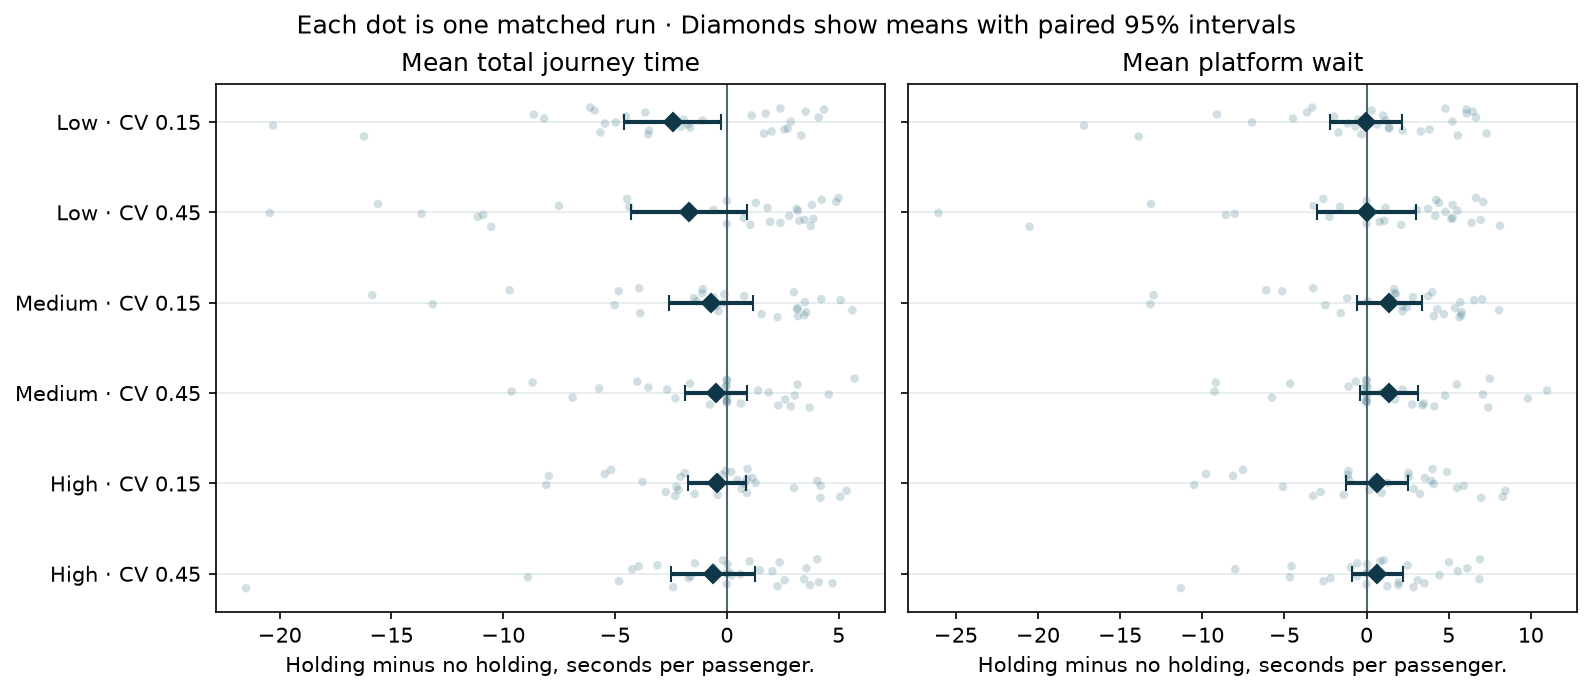 Each dot is one matched run · Diamonds show means with paired 95% intervals
Mean total journey time
Mean platform wait
Low · CV 0.15
Low · CV 0.45
Medium · CV 0.15
Medium · CV 0.45
High · CV 0.15
High · CV 0.45
−20 −15 −10 −5 0 5
−25 −20 −15 −10 −5 0 5 10
Holding minus no holding, seconds per passenger.
Holding minus no holding, seconds per passenger.